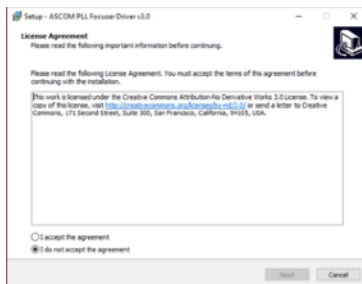 Setup - ASCOM PLL Focuser Driver v3.0
License Agreement
Please read the following important information before continuing.
Please read the following License Agreement. You must accept the terms of this agreement before
continuing with the installation.
This work is licensed under the Creative Commons Attribution-No Derivative Works 3.0 License. To view a
copy of this license, visit http://creativecommons.org/licenses/by-nd/3.0/ or send a letter to Creative
Commons, 171 Second Street, Suite 300, San Francisco, California, 94105, USA.
I accept the agreement
I do not accept the agreement
Next
Cancel